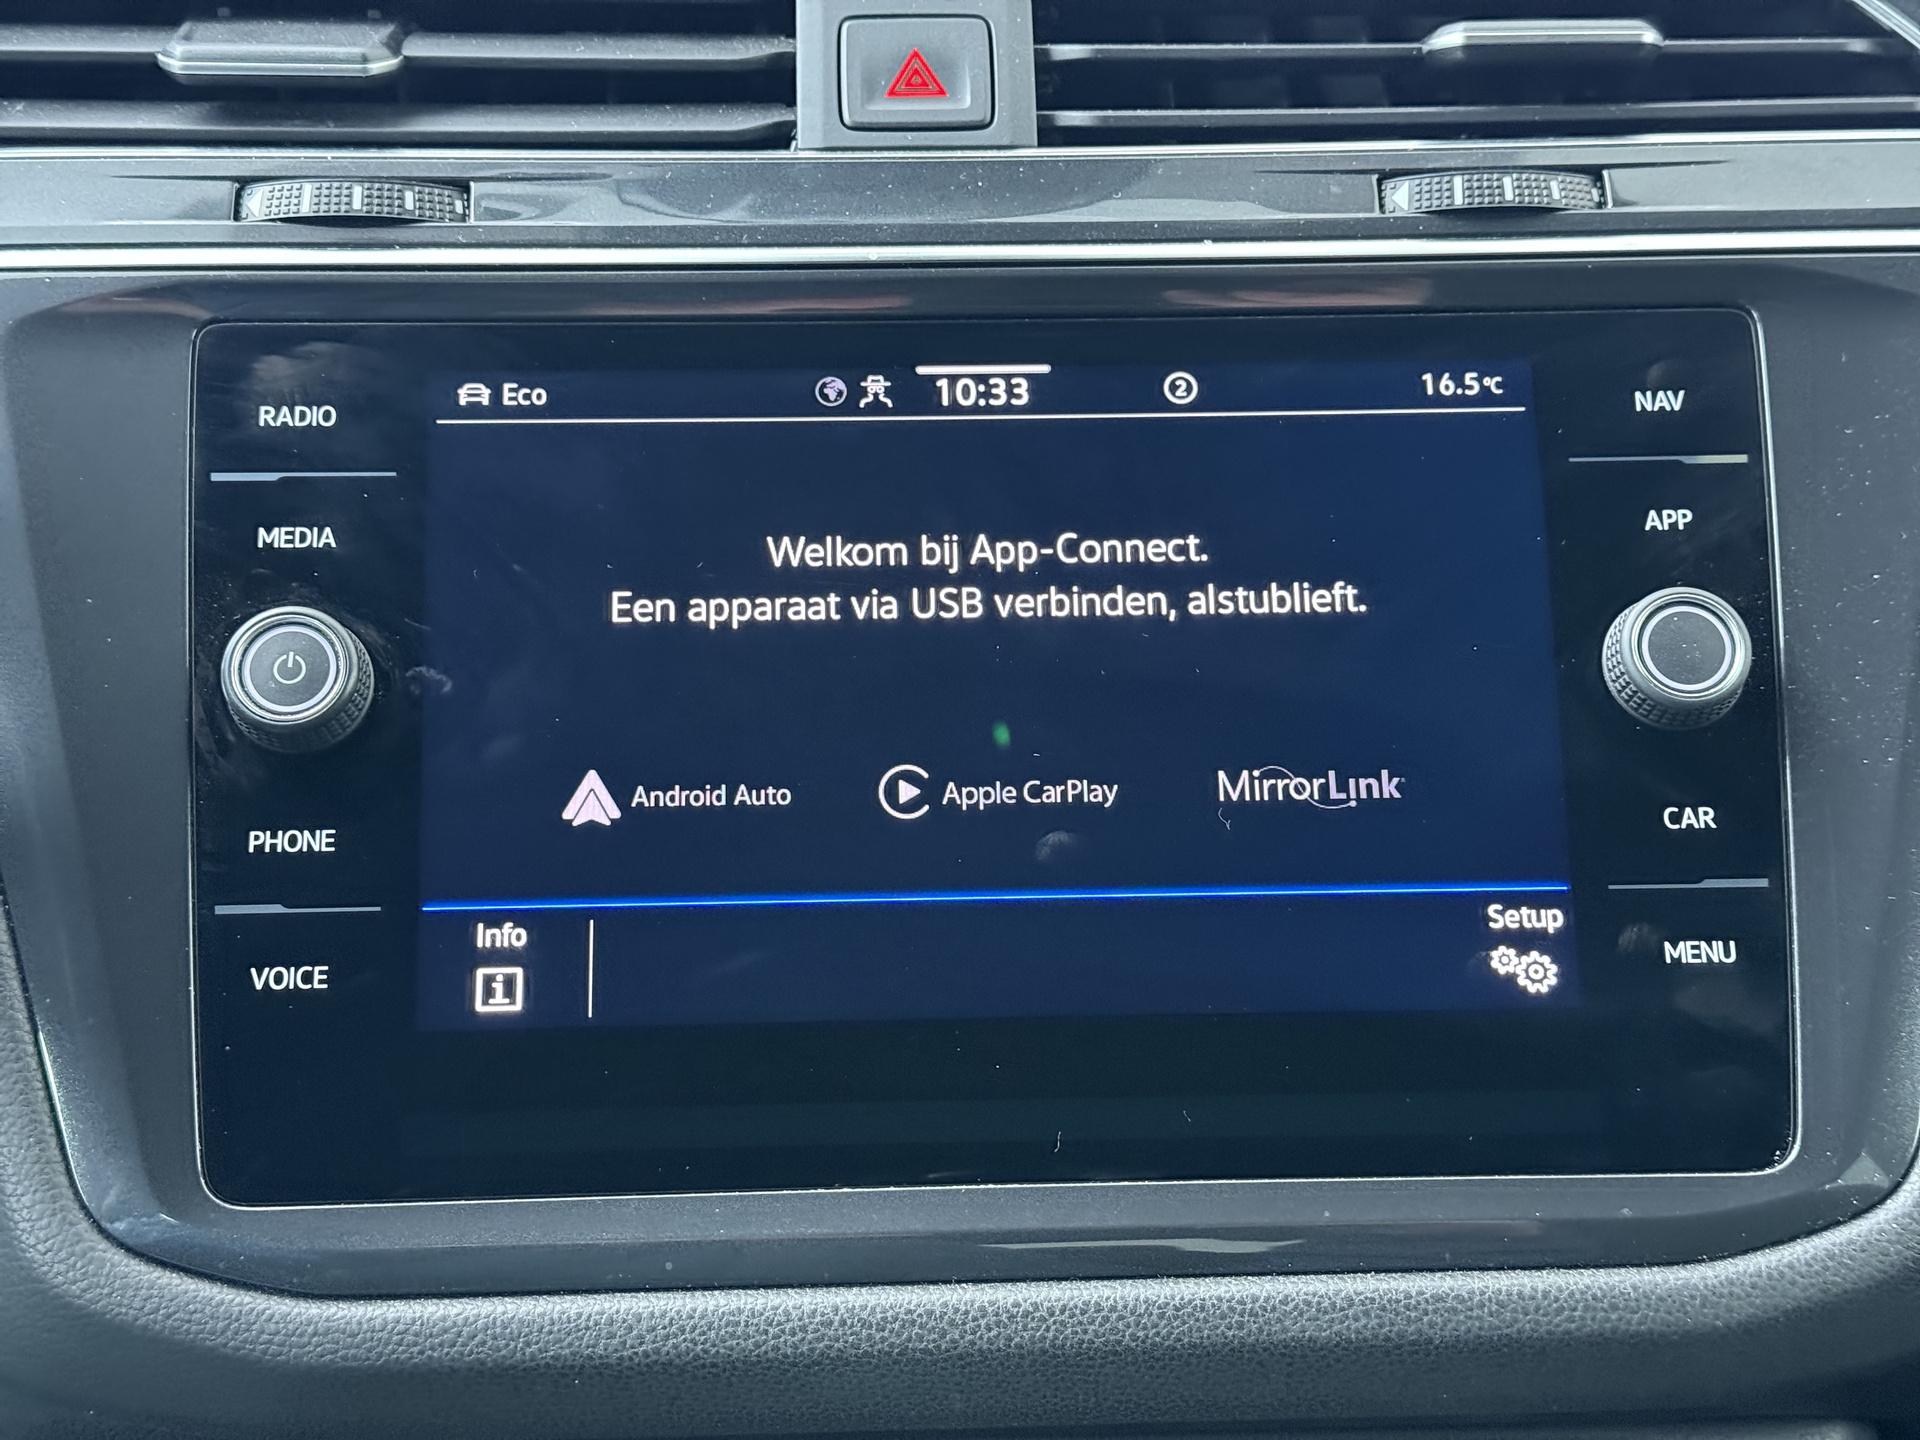 Eco 10:33 2 16.5°C
RADIO
MEDIA
PHONE
VOICE
Welkom bij App-Connect.
Een apparaat via USB verbinden, alstublieft.
Android Auto
Apple CarPlay
MirrorLink
Info
i
Setup
NAV
APP
CAR
MENU